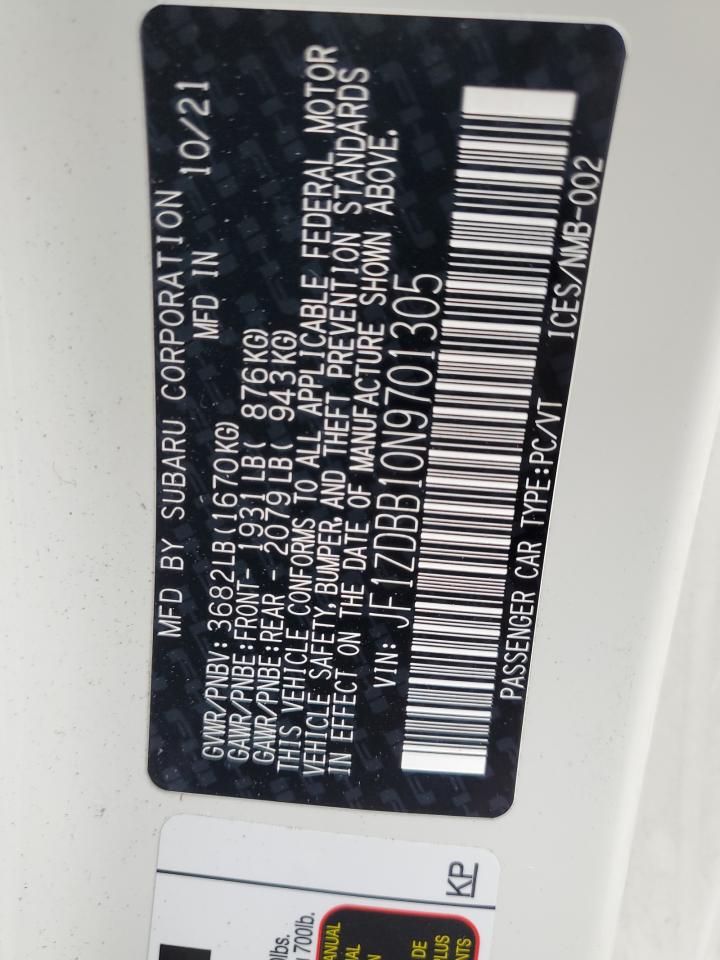 MFD BY SUBARU CORPORATION
MFD IN 10/21
GVWR/PNBV: 3682LB(1670KG)
GAWR/PNBE:FRONT- 1931LB( 876KG)
GAWR/PNBE:REAR - 2079LB( 943KG)
THIS VEHICLE CONFORMS TO ALL APPLICABLE FEDERAL MOTOR
VEHICLE SAFETY, BUMPER, AND THEFT PREVENTION STANDARDS
IN EFFECT ON THE DATE OF MANUFACTURE SHOWN ABOVE.
VIN: JF1ZDBB10N9701305
PASSENGER CAR TYPE:PC/VT ICES/NMB-002
KP
700lb.
DE
PLUS